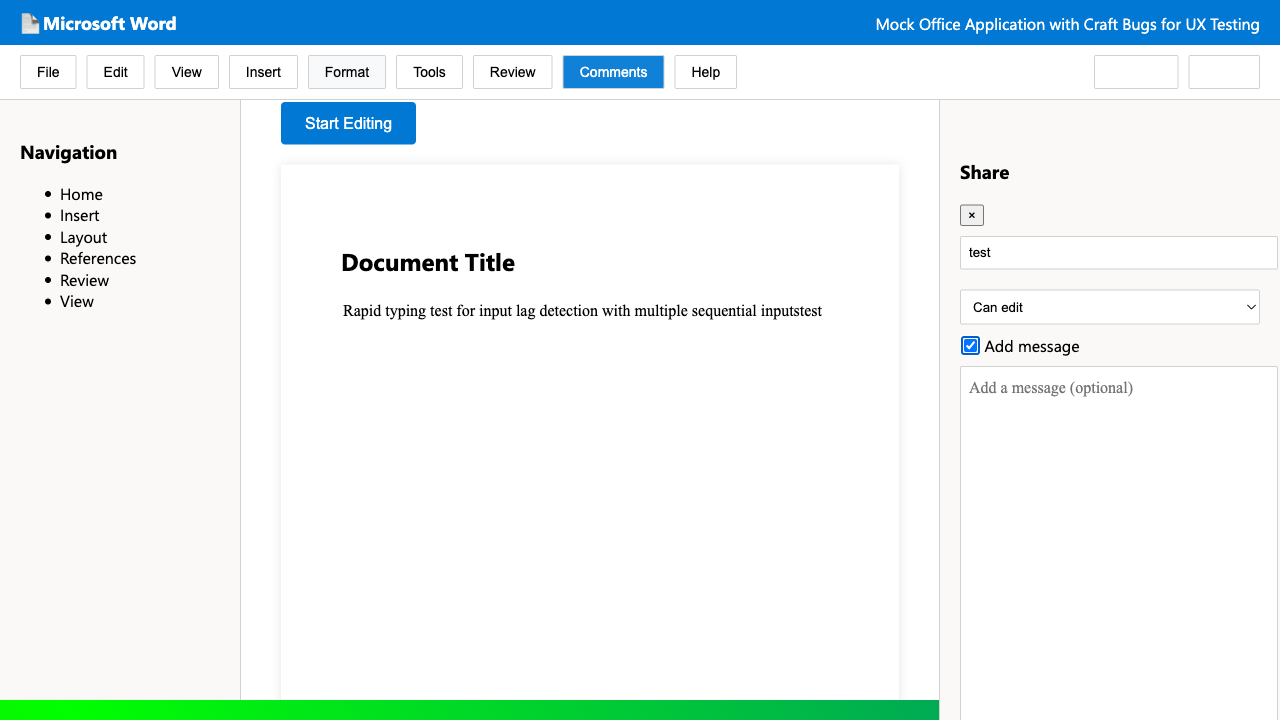 Microsoft Word
Mock Office Application with Craft Bugs for UX Testing
File
Edit
View
Insert
Format
Tools
Review
Comments
Help
Navigation
Home
Insert
Layout
References
Review
View
Start Editing
Document Title
Rapid typing test for input lag detection with multiple sequential inputstest
Share
×
test
Can edit
Add message
Add a message (optional)